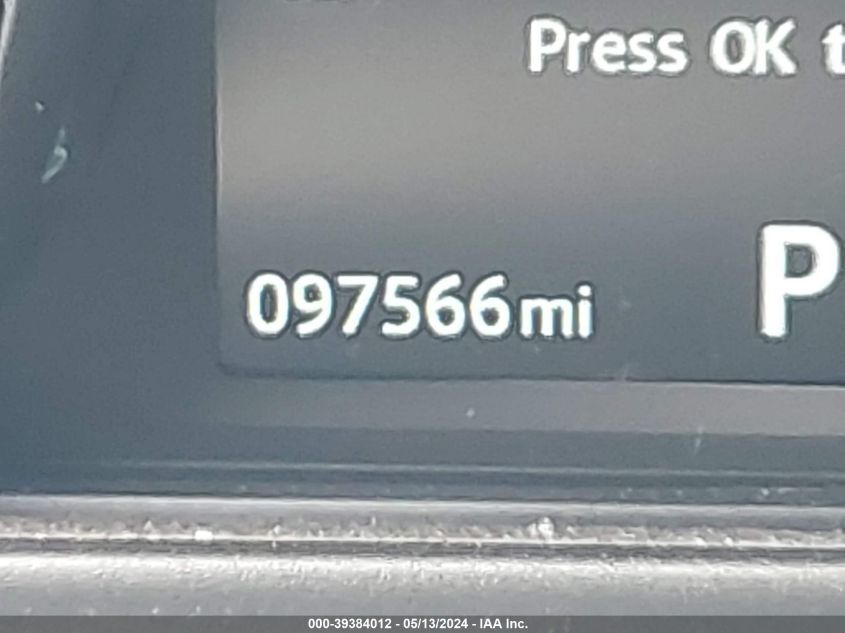 Press OK t
097566mi
P
000-39384012 - 05/13/2024 - IAA Inc.